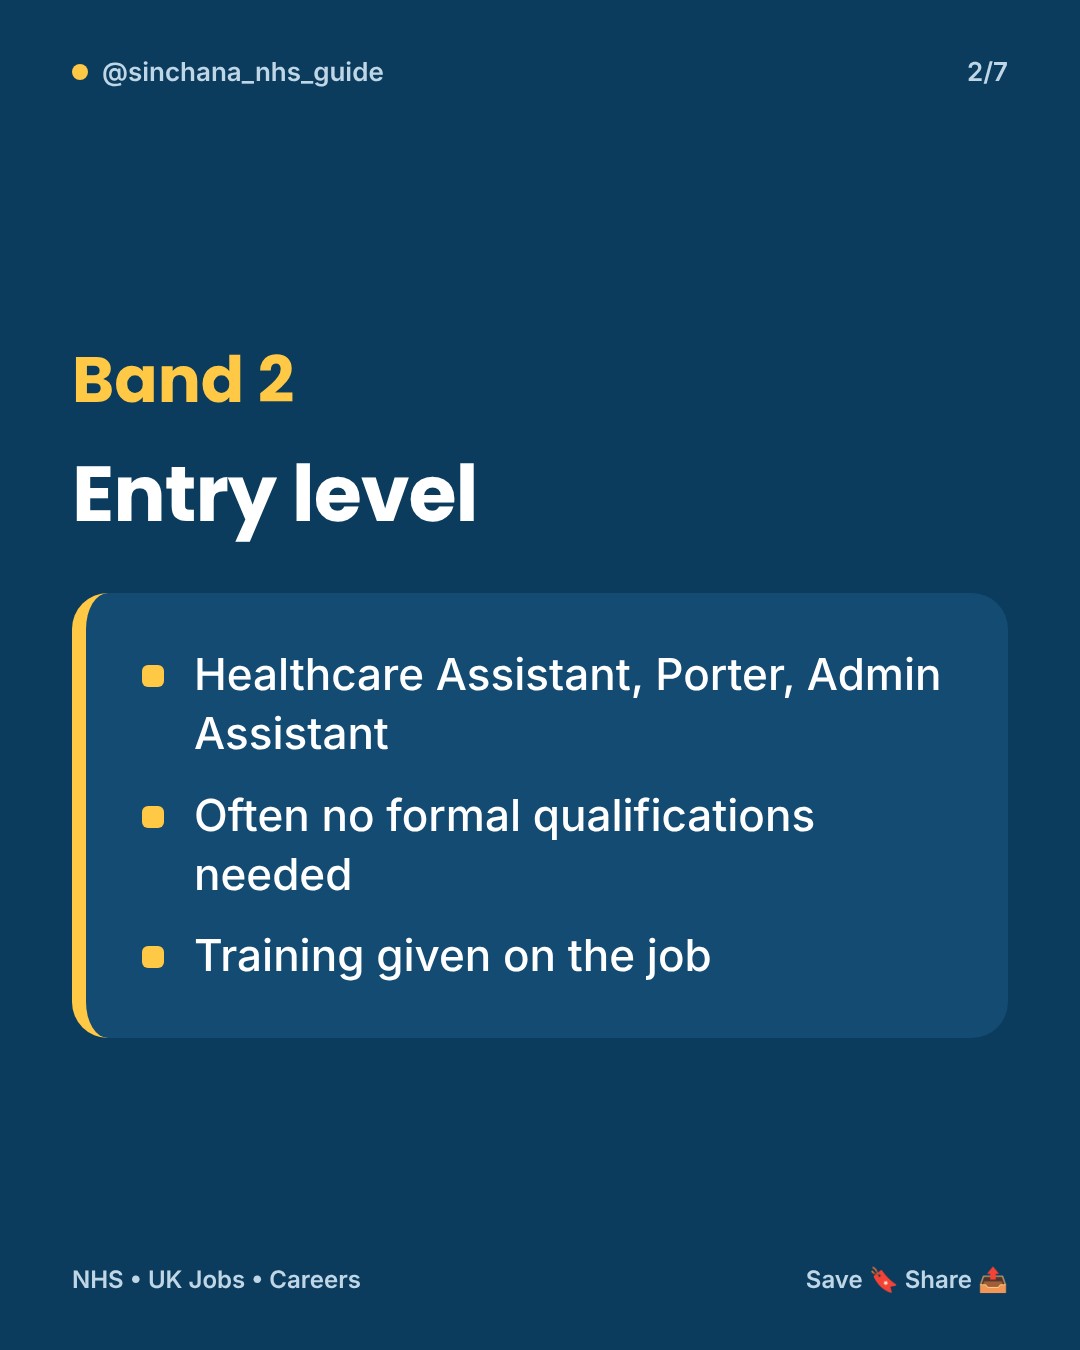 @sinchana_nhs_guide
2/7
Band 2
Entry level
Healthcare Assistant, Porter, Admin
Assistant
Often no formal qualifications
needed
Training given on the job
NHS • UK Jobs • Careers
Save 🔖 Share 📤